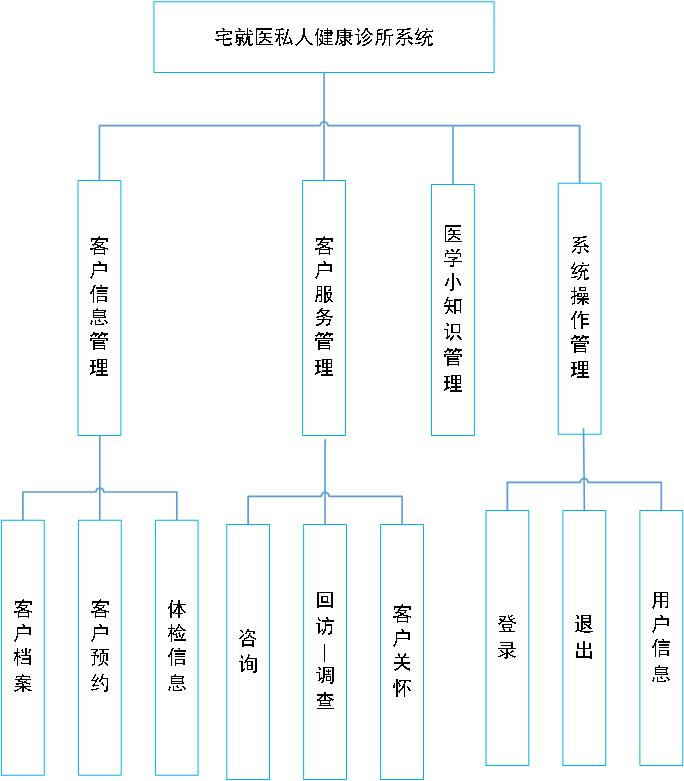 宅就医私人健康诊所系统
客户信息管理
客户服务管理
医学小知识管理
系统操作管理
客户档案
客户预约
体检信息
咨询
回访—调查
客户关怀
登录
退出
用户信息